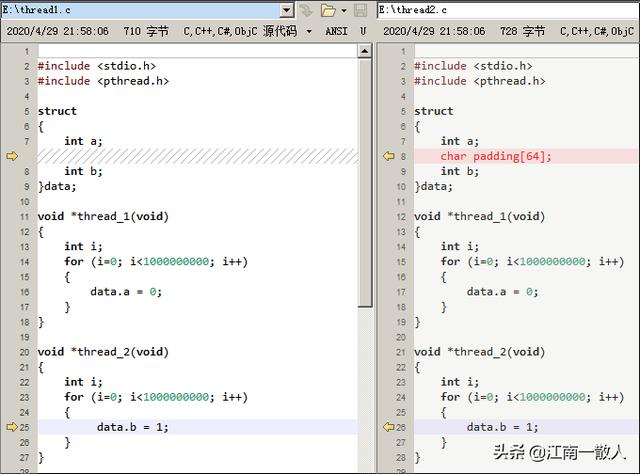 E:\thread1.c
2020/4/29 21:58:06 710 字节 C,C++,C#,ObjC 源代码 ANSI U
1
2 #include <stdio.h>
3 #include <pthread.h>
4
5 struct
6 {
7 int a;
8 int b;
9 }data;
10
11 void *thread_1(void)
12 {
13 int i;
14 for (i=0; i<1000000000; i++)
15 {
16 data.a = 0;
17 }
18 }
19
20 void *thread_2(void)
21 {
22 int i;
23 for (i=0; i<1000000000; i++)
24 {
25 data.b = 1;
26 }
27 }
E:\thread2.c
2020/4/29 21:58:06 728 字节 C,C++,C#,ObjC
1
2 #include <stdio.h>
3 #include <pthread.h>
4
5 struct
6 {
7 int a;
8 char padding[64];
9 int b;
10 }data;
11
12 void *thread_1(void)
13 {
14 int i;
15 for (i=0; i<1000000000; i++)
16 {
17 data.a = 0;
18 }
19 }
20
21 void *thread_2(void)
22 {
23 int i;
24 for (i=0; i<1000000000; i++)
25 {
26 data.b = 1;
27 }
28 }
头条 @江南一散人